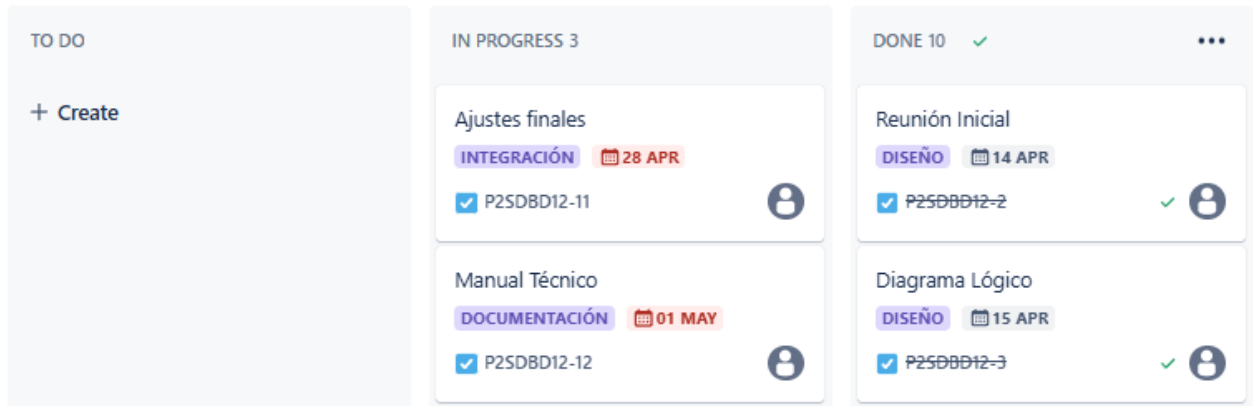 TO DO
+ Create
IN PROGRESS 3
Ajustes finales
INTEGRACIÓN 28 APR
P2SDBD12-11
Manual Técnico
DOCUMENTACIÓN 01 MAY
P2SDBD12-12
DONE 10
Reunión Inicial
DISEÑO 14 APR
P2SDBD12-2
Diagrama Lógico
DISEÑO 15 APR
P2SDBD12-3